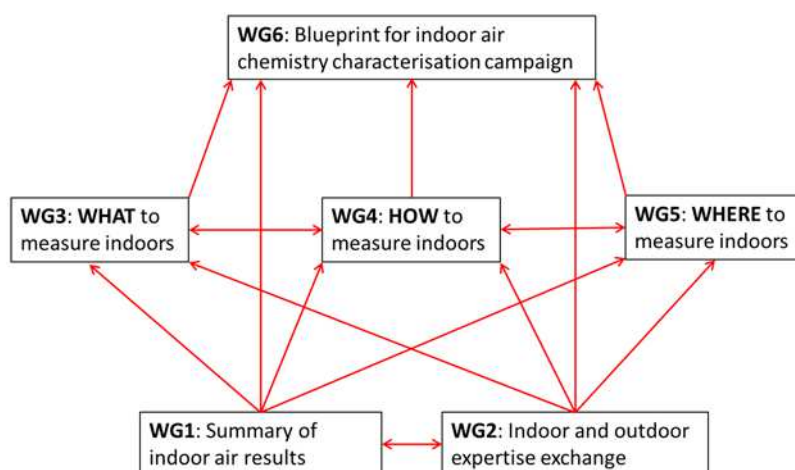 WG6: Blueprint for indoor air
chemistry characterisation campaign
WG3: WHAT to
measure indoors
WG4: HOW to
measure indoors
WG5: WHERE to
measure indoors
WG1: Summary of
indoor air results
WG2: Indoor and outdoor
expertise exchange